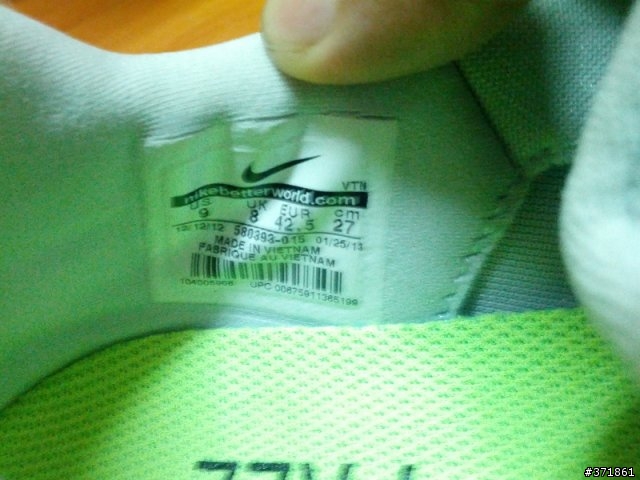 VTN
nikebetterworld.com
US UK EUR cm
9 8 42.5 27
12/12/12 580393-015 01/25/13
MADE IN VIETNAM
FABRIQUE AU VIETNAM
UPC 00675911365199
#371861